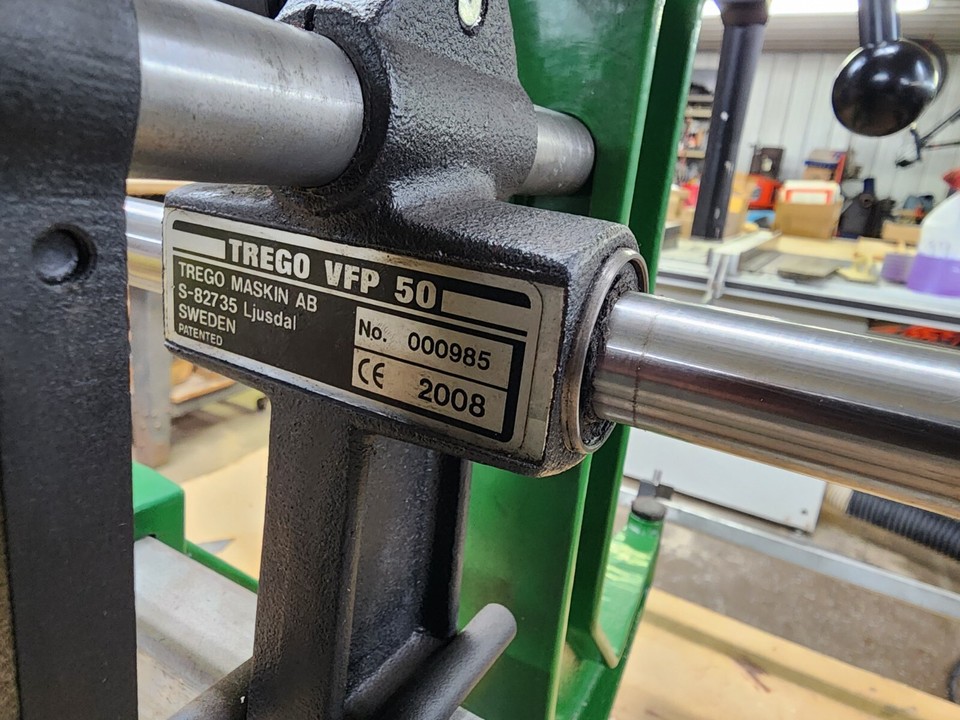 TREGO VFP 50
TREGO MASKIN AB
S-82735 Ljusdal
SWEDEN
PATENTED
No. 000985
CE 2008